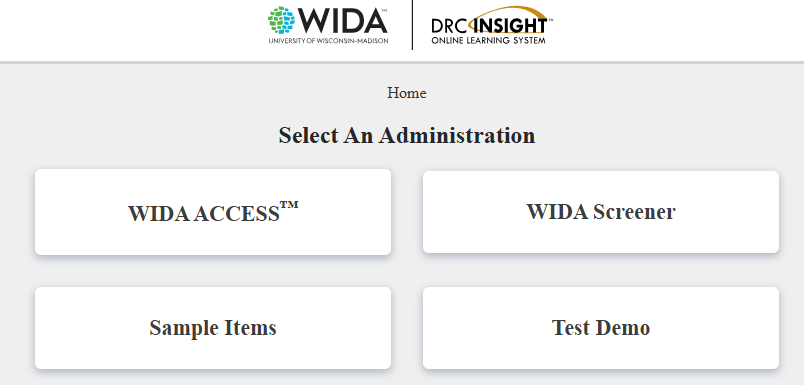 WIDA™
UNIVERSITY OF WISCONSIN–MADISON
DRC INSIGHT™
ONLINE LEARNING SYSTEM
Home
Select An Administration
WIDA ACCESS™
WIDA Screener
Sample Items
Test Demo